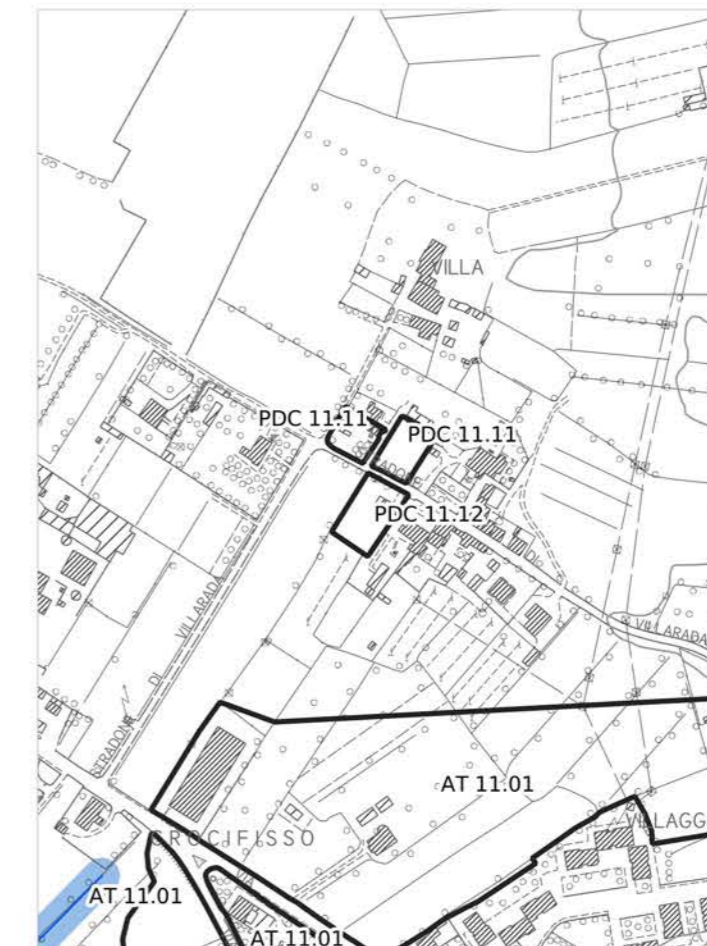 VILLA
PDC 11.11
PDC 11.11
PDC 11.12
VILLARADA
STRADONE DI VILLARADA
AT 11.01
CROCIFISSO
AT 11.01
AT 11.01